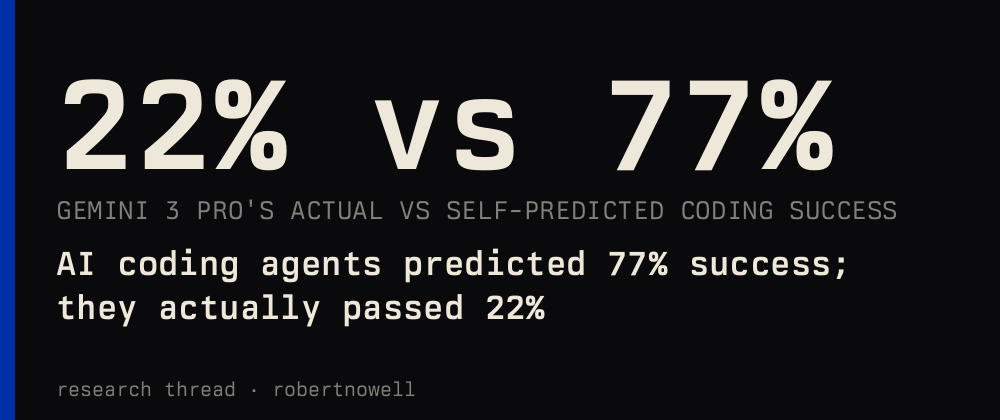 22% vs 77%
GEMINI 3 PRO'S ACTUAL VS SELF-PREDICTED CODING SUCCESS
AI coding agents predicted 77% success;
they actually passed 22%
research thread · robertnowell